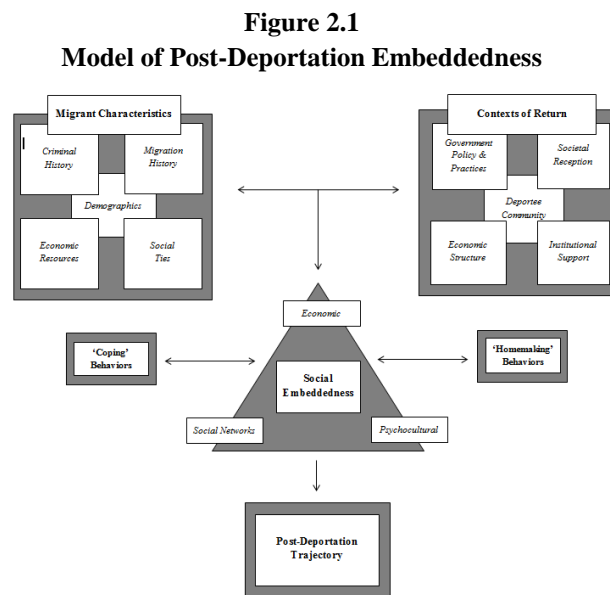 Figure 2.1
Model of Post-Deportation Embeddedness
Migrant Characteristics
Criminal
History
Migration
History
Demographics
Economic
Resources
Social
Ties
Contexts of Return
Government
Policy &
Practices
Societal
Reception
Deportee
Community
Economic
Structure
Institutional
Support
Economic
'Coping'
Behaviors
Social
Embeddedness
'Homemaking'
Behaviors
Social Networks
Psychocultural
Post-Deportation
Trajectory